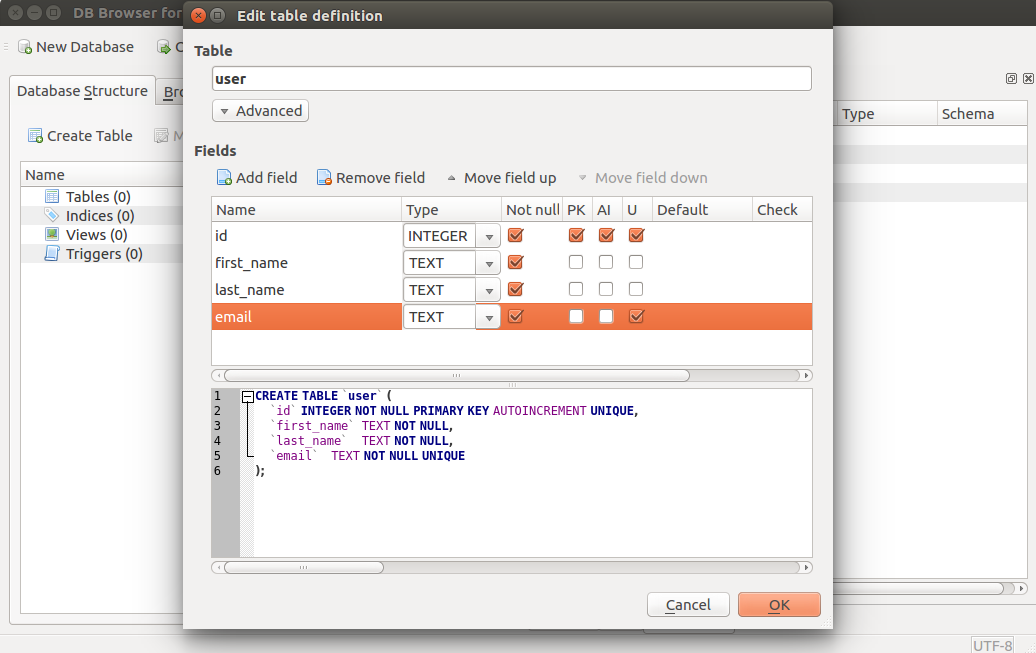 DB Browser for
Edit table definition
New Database
Table
user
Database Structure
Advanced
Type Schema
Create Table
Fields
Add field Remove field Move field up Move field down
Name
Tables (0)
Indices (0)
Views (0)
Triggers (0)
Name Type Not null PK AI U Default Check
id INTEGER
first_name TEXT
last_name TEXT
email TEXT
1 CREATE TABLE `user` (
2 `id` INTEGER NOT NULL PRIMARY KEY AUTOINCREMENT UNIQUE,
3 `first_name` TEXT NOT NULL,
4 `last_name` TEXT NOT NULL,
5 `email` TEXT NOT NULL UNIQUE
6 );
Cancel OK
UTF-8